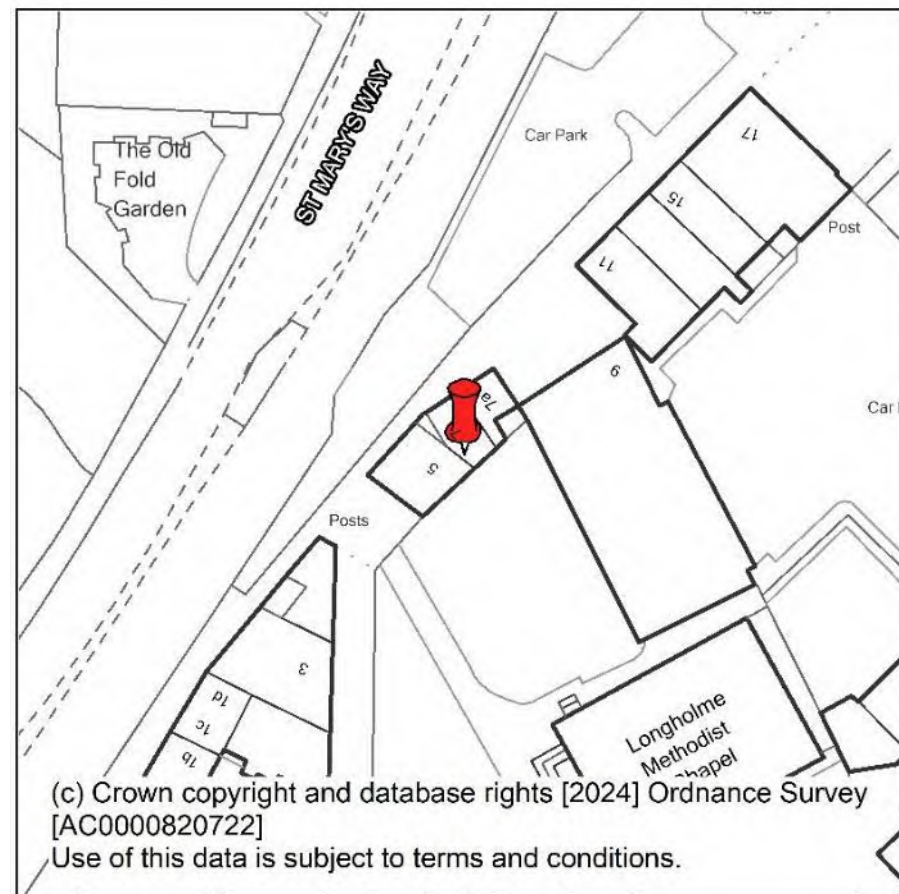 ST MARY'S WAY
The Old
Fold
Garden
Car Park
17
15
11
Post
9
Car
7a
5
Posts
3
1d
1c
1b
Longholme
Methodist
Chapel
(c) Crown copyright and database rights [2024] Ordnance Survey
[AC0000820722]
Use of this data is subject to terms and conditions.